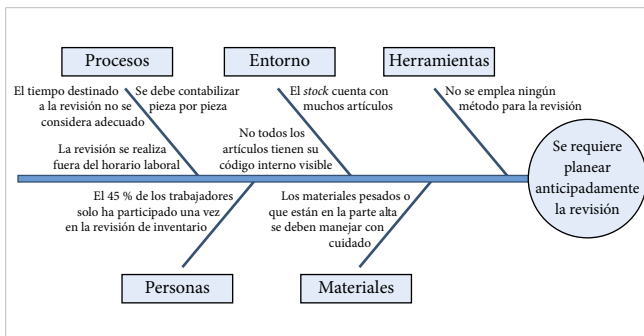 Procesos
Entorno
Herramientas
El tiempo destinado
a la revisión no se
considera adecuado
Se debe contabilizar
pieza por pieza
La revisión se realiza
fuera del horario laboral
El stock cuenta con
muchos artículos
No todos los
artículos tienen su
código interno visible
No se emplea ningún
método para la revisión
Se requiere
planear
anticipadamente
la revisión
El 45 % de los trabajadores
solo ha participado una vez
en la revisión de inventario
Los materiales pesados o
que están en la parte alta
se deben manejar con
cuidado
Personas
Materiales